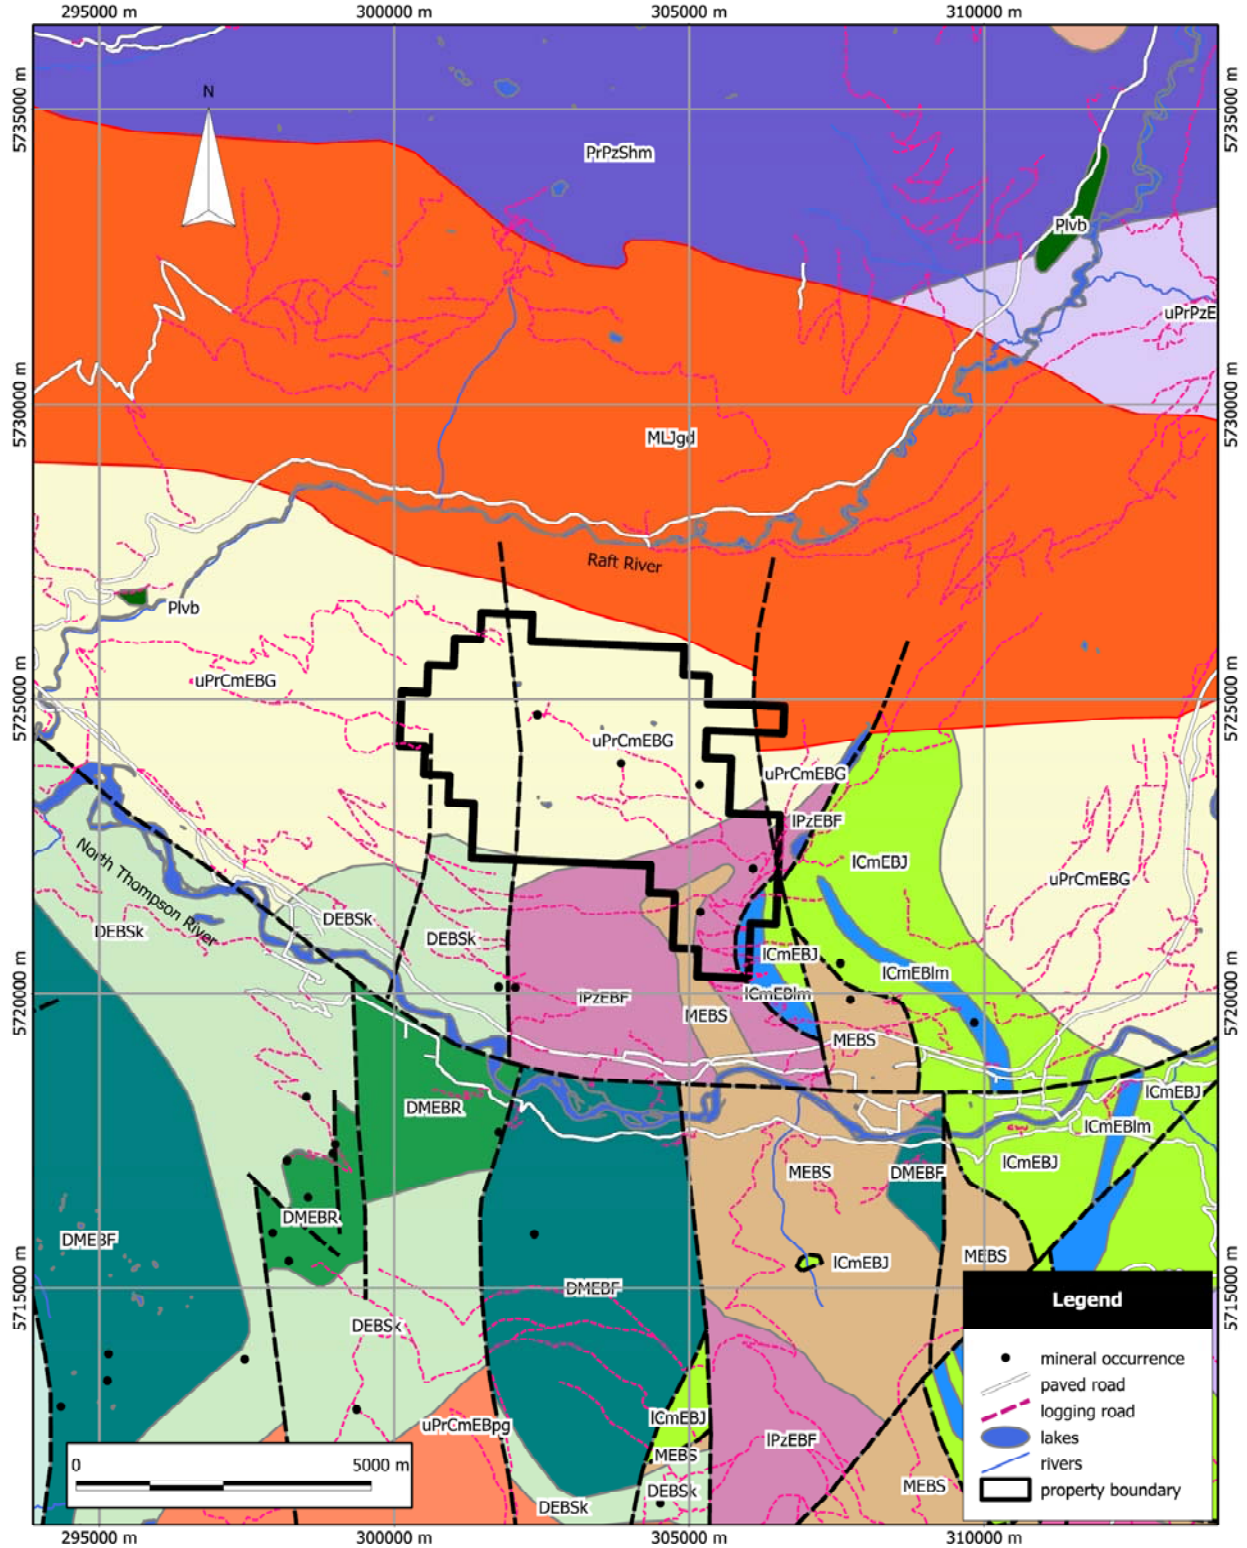 295000 m 300000 m 305000 m 310000 m
5735000 m 5735000 m
N
PrPzShm
Plvb
uPrPzE
5730000 m 5730000 m
MLJgd
Raft River
Plvb
uPrCmEBG
5725000 m 5725000 m
uPrCmEBG
uPrCmEBG
lPzEBF
lCmEBJ
uPrCmEBG
North Thompson River
DEBSk
DEBSk
DEBSk
lCmEBJ
lCmEBlm
lCmEBlm
lPzEBF
5720000 m 5720000 m
MEBS
MEBS
lCmEBJ
DMEBR
lCmEBlm
lCmEBJ
MEBS
DMEBF
DMEBR
DMEBF
MEBS
lCmEBJ
DMEBF
5715000 m 5715000 m
DEBSk
lCmEBJ
uPrCmEBpg
lPzEBF
MEBS
MEBS
DEBSk
DEBSk
Legend
mineral occurrence
paved road
logging road
lakes
rivers
property boundary
0 5000 m
295000 m 300000 m 305000 m 310000 m